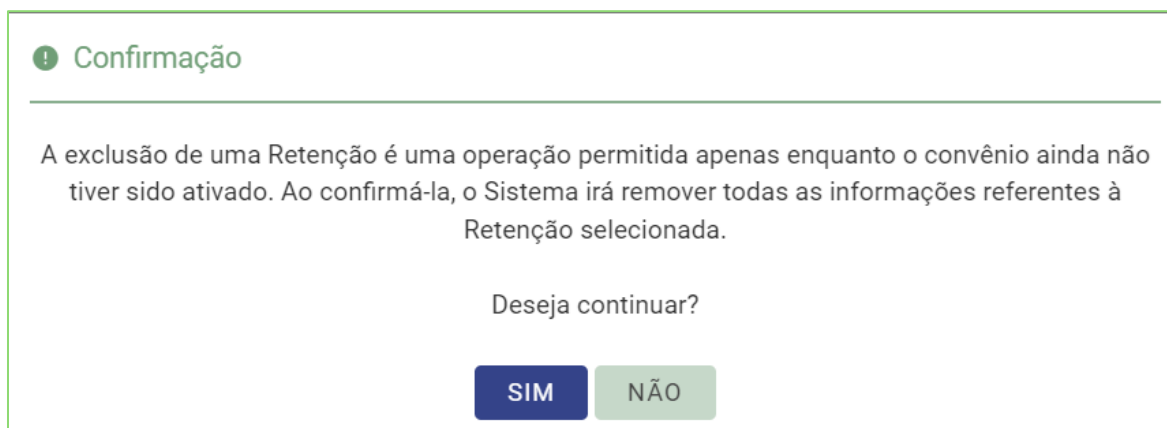 Confirmação
A exclusão de uma Retenção é uma operação permitida apenas enquanto o convênio ainda não
tiver sido ativado. Ao confirmá-la, o Sistema irá remover todas as informações referentes à
Retenção selecionada.
Deseja continuar?
SIM NÃO